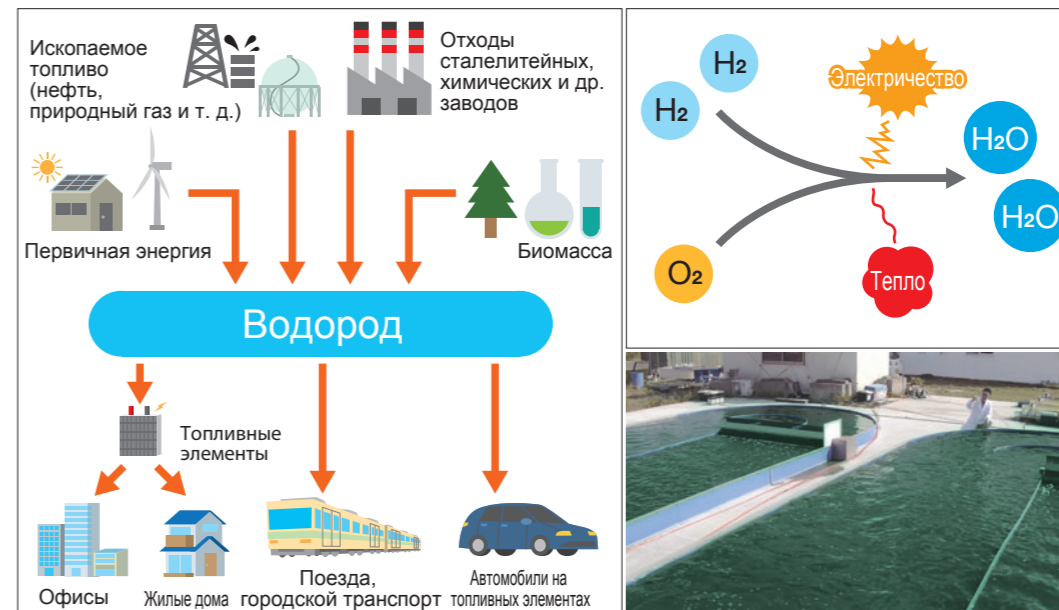 Ископаемое
топливо
(нефть,
природный газ и т. д.)
Отходы
сталелитейных,
химических и др.
заводов
Первичная энергия
Биомасса
Водород
Топливные
элементы
Офисы
Жилые дома
Поезда,
городской транспорт
Автомобили на
топливных элементах
H2
H2
Электричество
H2O
H2O
O2
Тепло